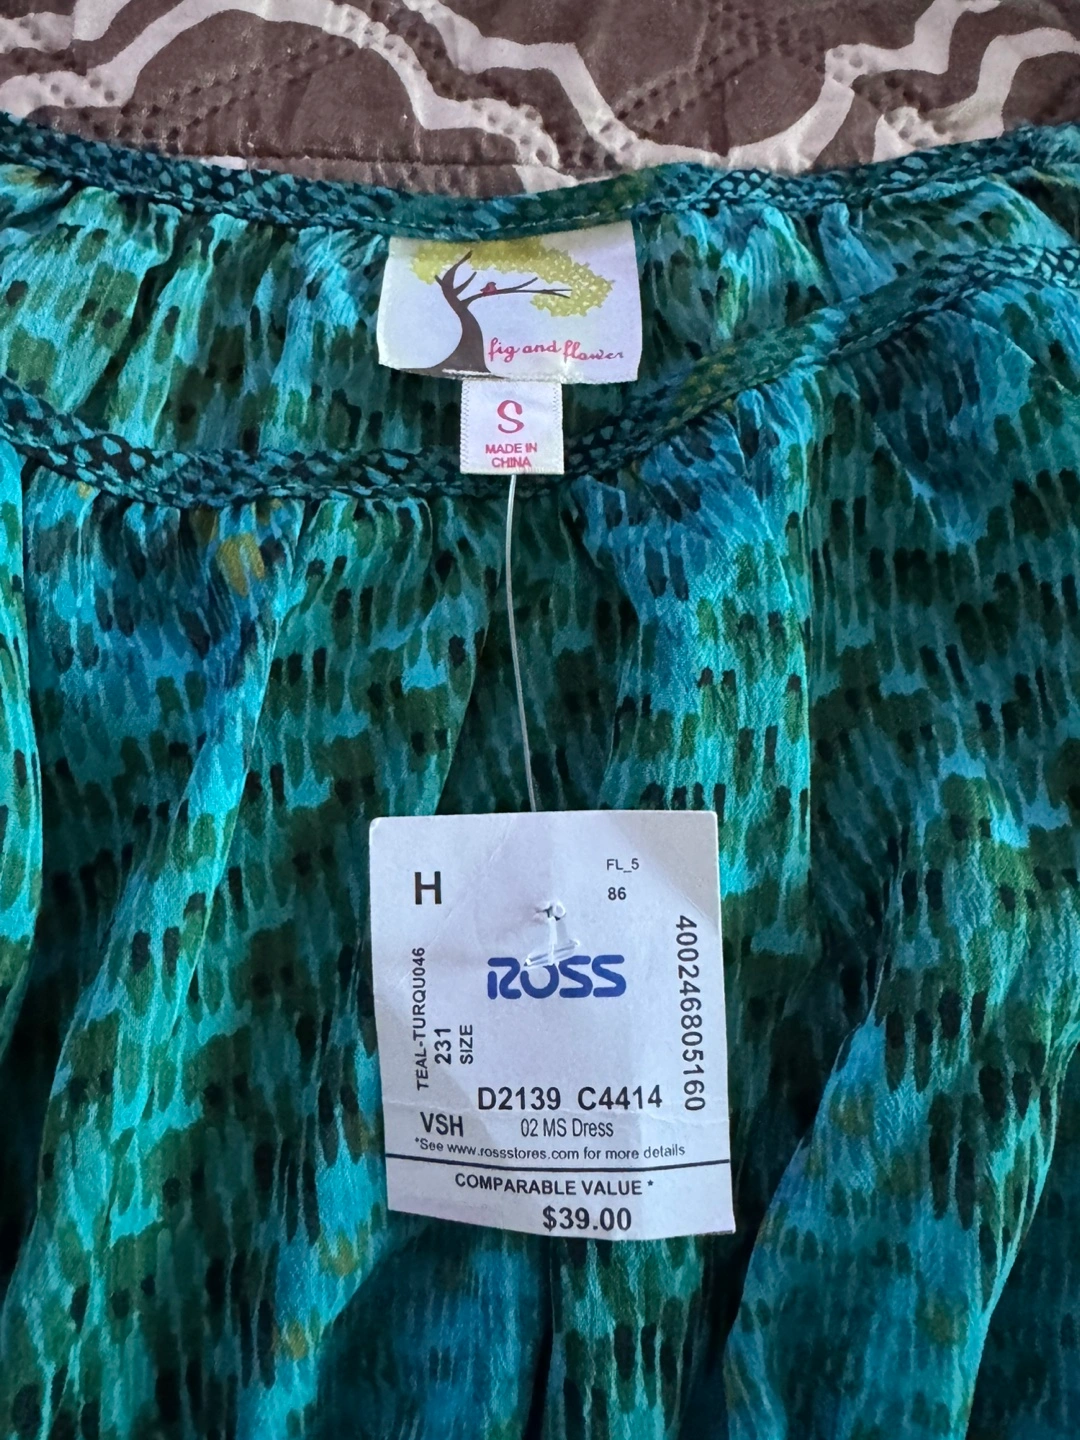 fig and flower
S
MADE IN
CHINA
H
FL_5
86
ROSS
TEAL-TURQU046
231
SIZE
400246805160
D2139 C4414
VSH
02 MS Dress
*See www.rossstores.com for more details
COMPARABLE VALUE *
$39.00